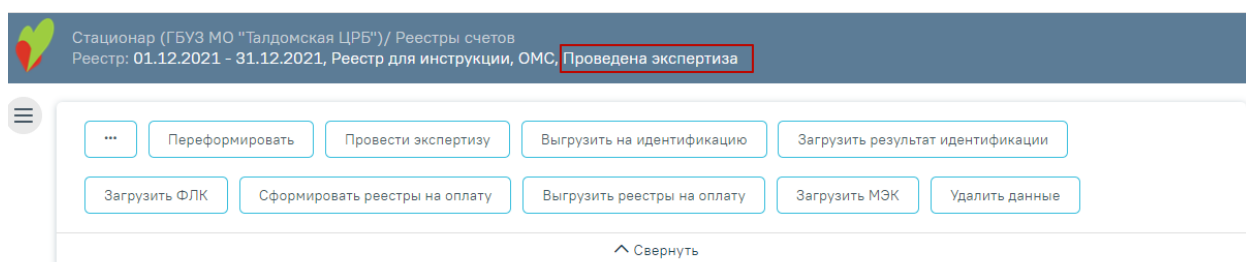 Стационар (ГБУЗ МО "Талдомская ЦРБ")/ Реестры счетов
Реестр: 01.12.2021 - 31.12.2021, Реестр для инструкции, ОМС, Проведена экспертиза
••• Переформировать Провести экспертизу Выгрузить на идентификацию Загрузить результат идентификации
Загрузить ФЛК Сформировать реестры на оплату Выгрузить реестры на оплату Загрузить МЭК Удалить данные
Свернуть